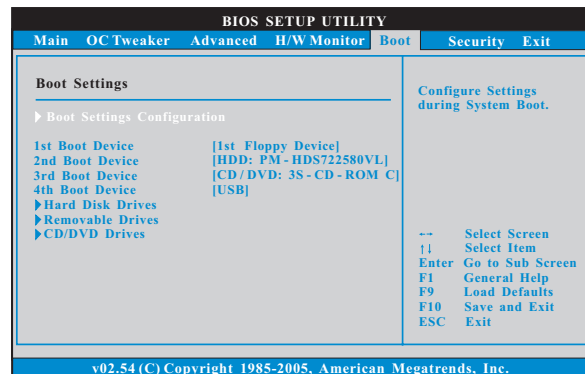 BIOS SETUP UTILITY
Main OC Tweaker Advanced H/W Monitor Boot Security Exit
Boot Settings
Boot Settings Configuration
1st Boot Device [1st Floppy Device]
2nd Boot Device [HDD: PM-HDS722580VL]
3rd Boot Device [CD/DVD: 3S-CD-ROM C]
4th Boot Device [USB]
Hard Disk Drives
Removable Drives
CD/DVD Drives
Configure Settings
during System Boot.
←→ Select Screen
↑↓ Select Item
Enter Go to Sub Screen
F1 General Help
F9 Load Defaults
F10 Save and Exit
ESC Exit
v02.54 (C) Copyright 1985-2005, American Megatrends, Inc.